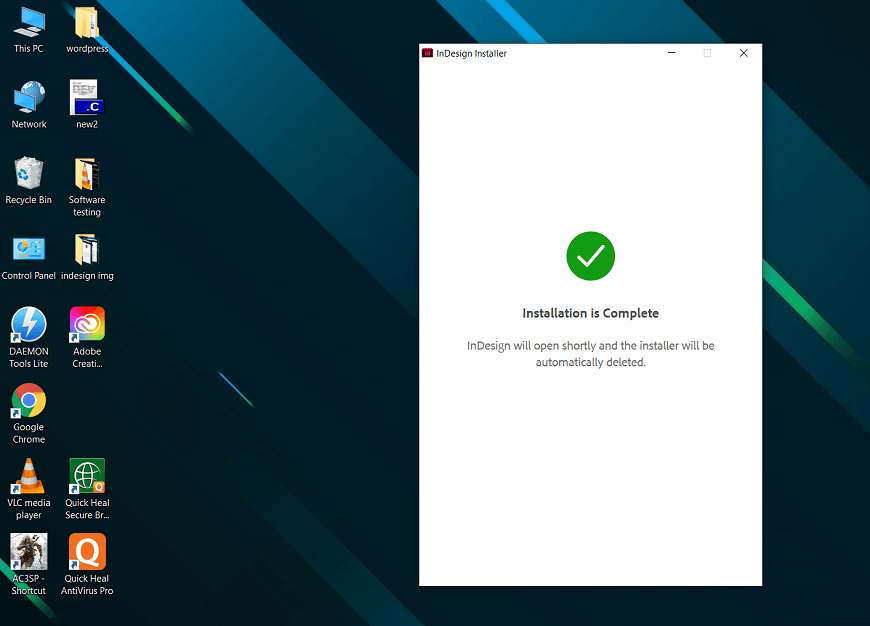 This PC
wordpress
Network
new2
Recycle Bin
Software
testing
Control Panel
indesign img
DAEMON
Tools Lite
Adobe
Creati...
Google
Chrome
VLC media
player
Quick Heal
Secure Br...
AC3SP -
Shortcut
Quick Heal
AntiVirus Pro
DEV
.C
Q
Q
Id
InDesign Installer
Installation is Complete
InDesign will open shortly and the installer will be
automatically deleted.